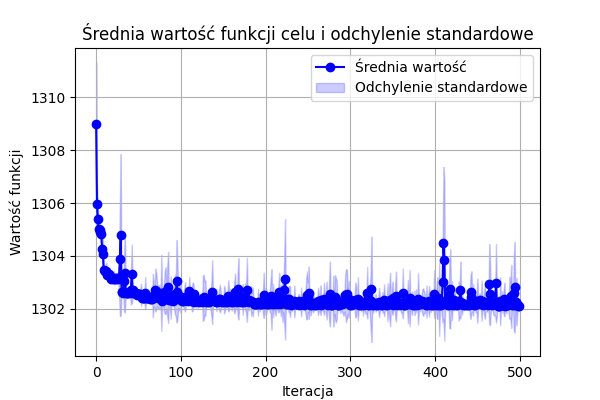 Średnia wartość funkcji celu i odchylenie standardowe
Średnia wartość
Odchylenie standardowe
Wartość funkcji
1310
1308
1306
1304
1302
0 100 200 300 400 500
Iteracja